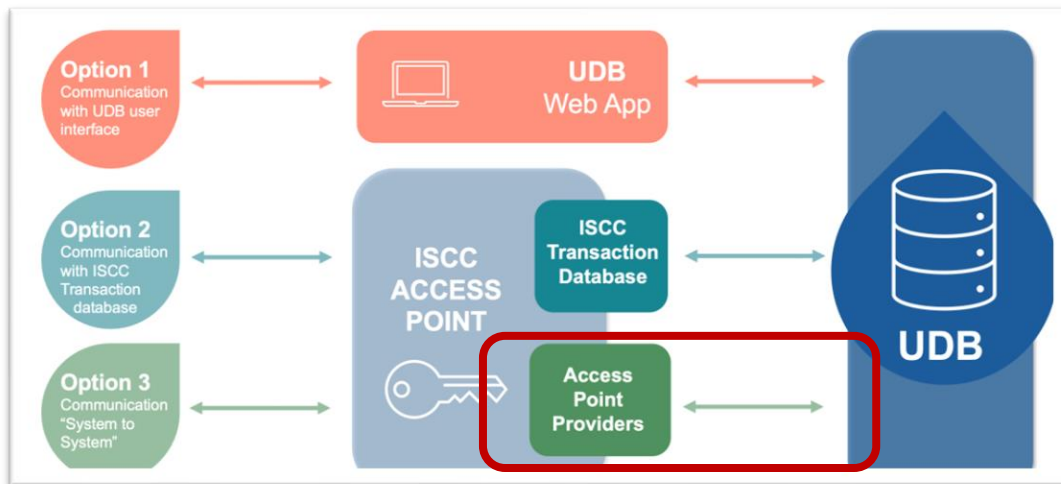 Option 1
Communication
with UDB user
interface
UDB
Web App
Option 2
Communication
with ISCC
Transaction
database
ISCC
ACCESS
POINT
ISCC
Transaction
Database
UDB
Option 3
Communication
“System to
System”
Access
Point
Providers